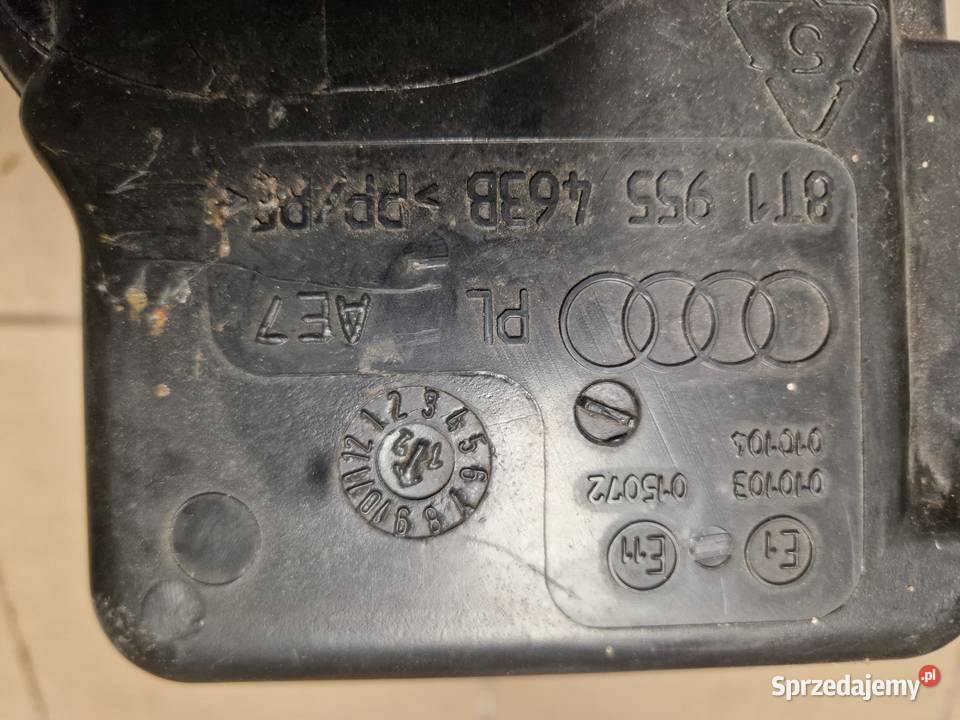 E1 E11
010103 015072
010104
1 2 3 4 5 6 7 8 9 10 11 12
PL AE7
8T1 955 463B >PP/PE<
5
Sprzedajemy.pl